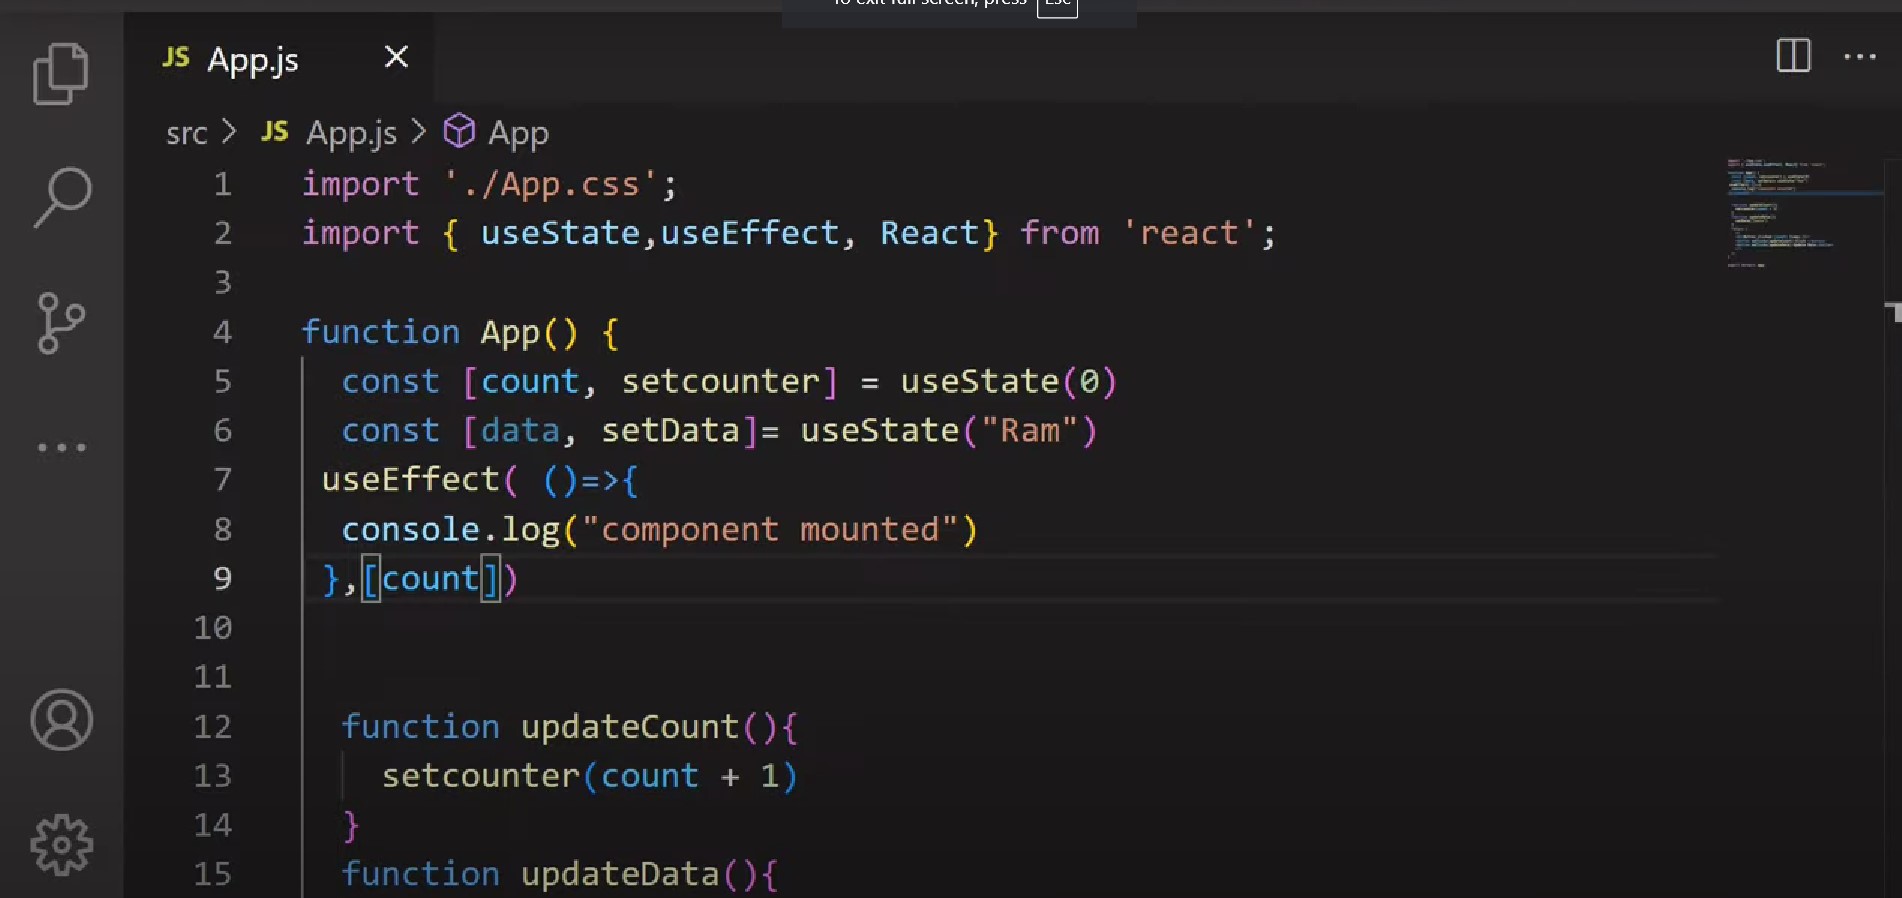 To exit full screen, press Esc
JS App.js
src > JS App.js > App
1 import './App.css';
2 import { useState,useEffect, React} from 'react';
3
4 function App() {
5 const [count, setcounter] = useState(0)
6 const [data, setData]= useState("Ram")
7 useEffect( ()=>{
8 console.log("component mounted")
9 },[count])
10
11
12 function updateCount(){
13 setcounter(count + 1)
14 }
15 function updateData(){